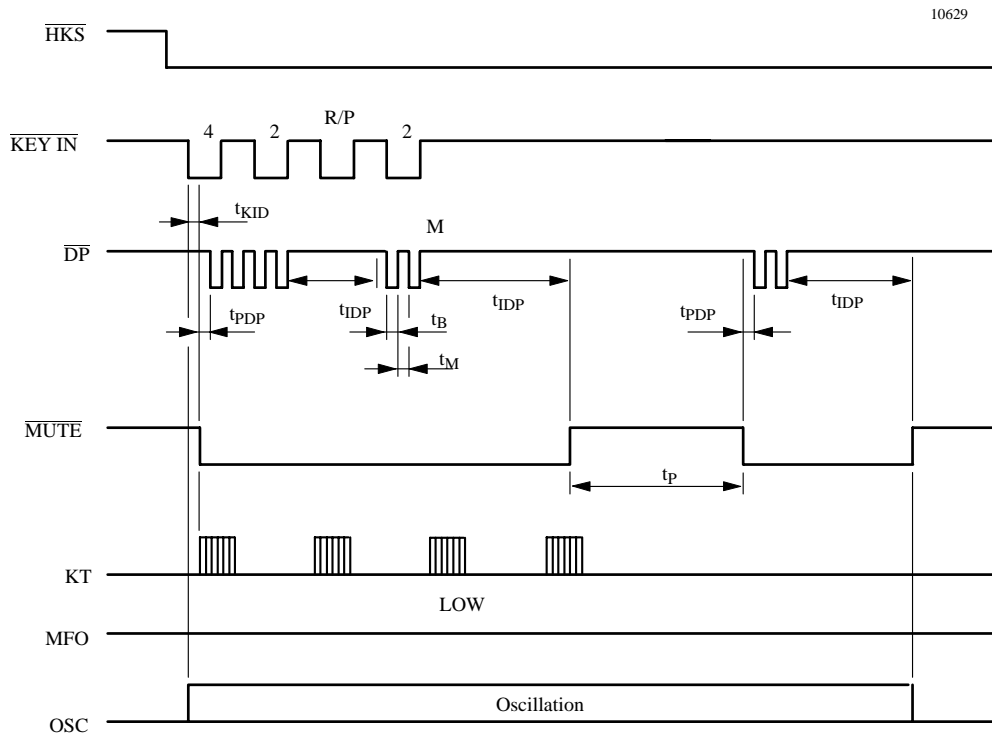 10629
HKS
KEY IN
4
2
R/P
2
tKID
M
DP
tPDP
tIDP
tB
tM
tIDP
tPDP
tIDP
MUTE
tP
KT
LOW
MFO
Oscillation
OSC